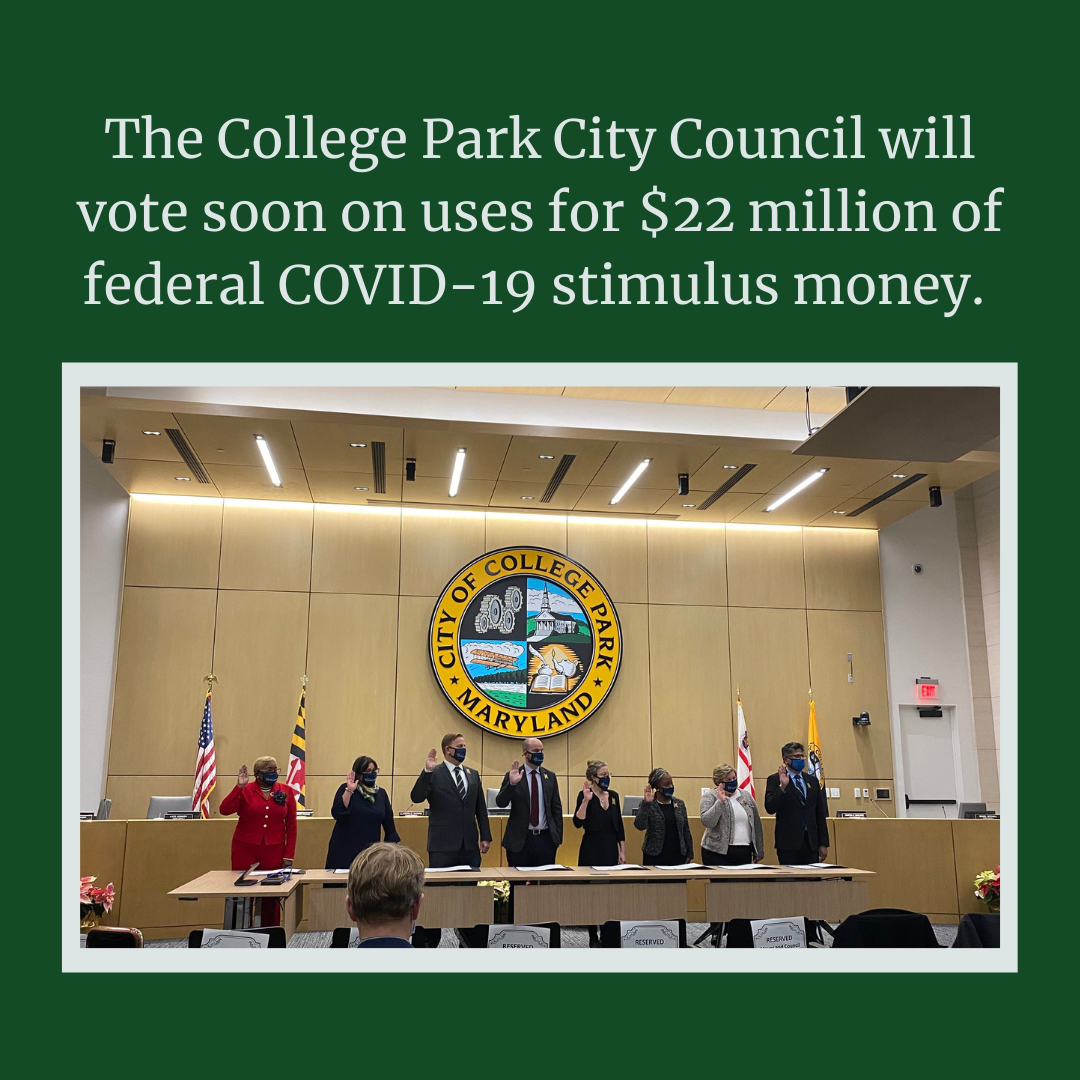 The College Park City Council will
vote soon on uses for $22 million of
federal COVID-19 stimulus money.
CITY OF COLLEGE PARK
MARYLAND
RESERVED
RESERVED
RESERVED